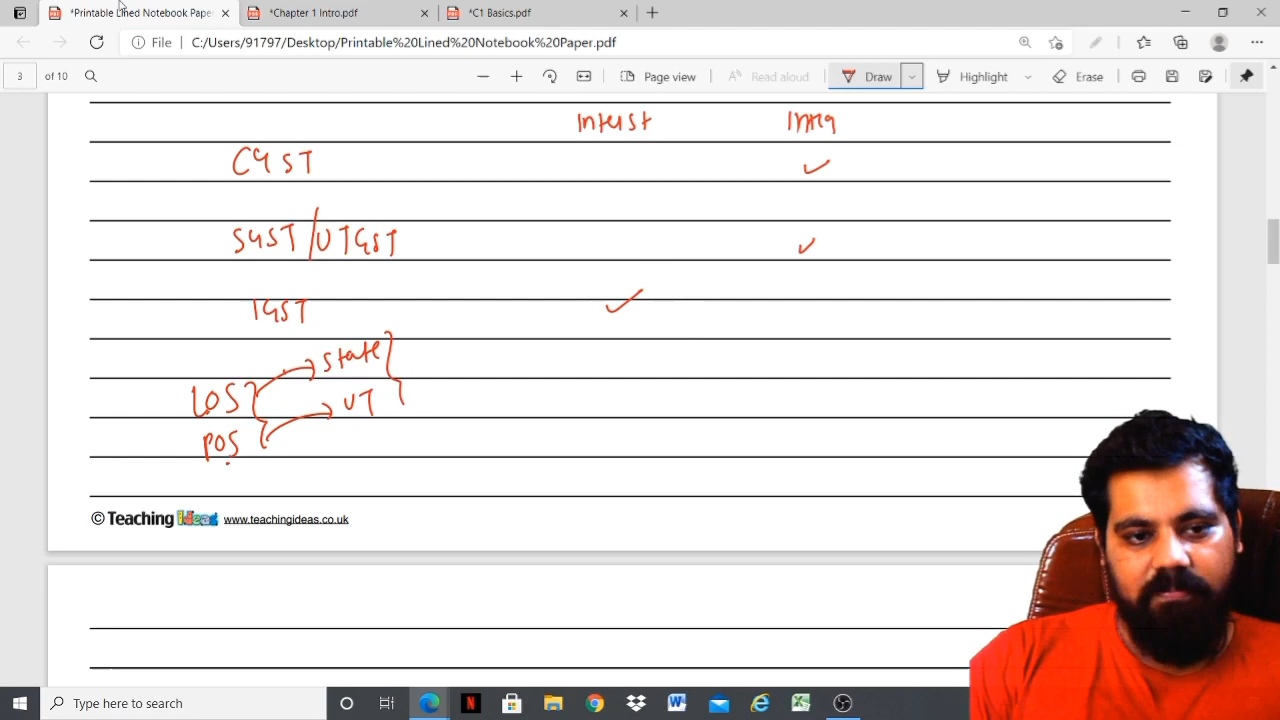 *Printable Lined Notebook Pape
*Chapter 1 Intro.pdf
*C1 Basics.pdf
File C:/Users/91797/Desktop/Printable%20Lined%20Notebook%20Paper.pdf
3 of 10 Page view Read aloud Draw Highlight Erase
Interst
CGST
SGST/UTGST
IGST
State
LOS
UT
POS
© Teaching Ideas www.teachingideas.co.uk
Type here to search